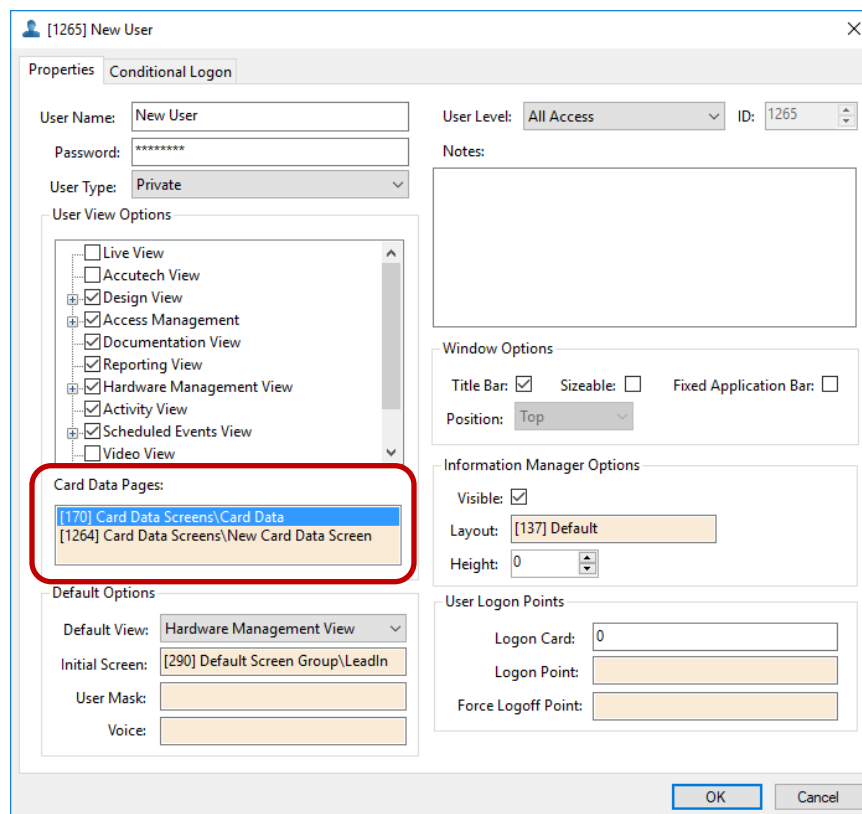 [1265] New User
Properties
Conditional Logon
User Name: New User
Password: ********
User Type: Private
User View Options
Live View
Accutech View
Design View
Access Management
Documentation View
Reporting View
Hardware Management View
Activity View
Scheduled Events View
Video View
Card Data Pages:
[170] Card Data Screens\Card Data
[1264] Card Data Screens\New Card Data Screen
Default Options
Default View: Hardware Management View
Initial Screen: [290] Default Screen Group\LeadIn
User Mask:
Voice:
User Level: All Access ID: 1265
Notes:
Window Options
Title Bar: Sizeable: Fixed Application Bar:
Position: Top
Information Manager Options
Visible:
Layout: [137] Default
Height: 0
User Logon Points
Logon Card: 0
Logon Point:
Force Logoff Point:
OK Cancel